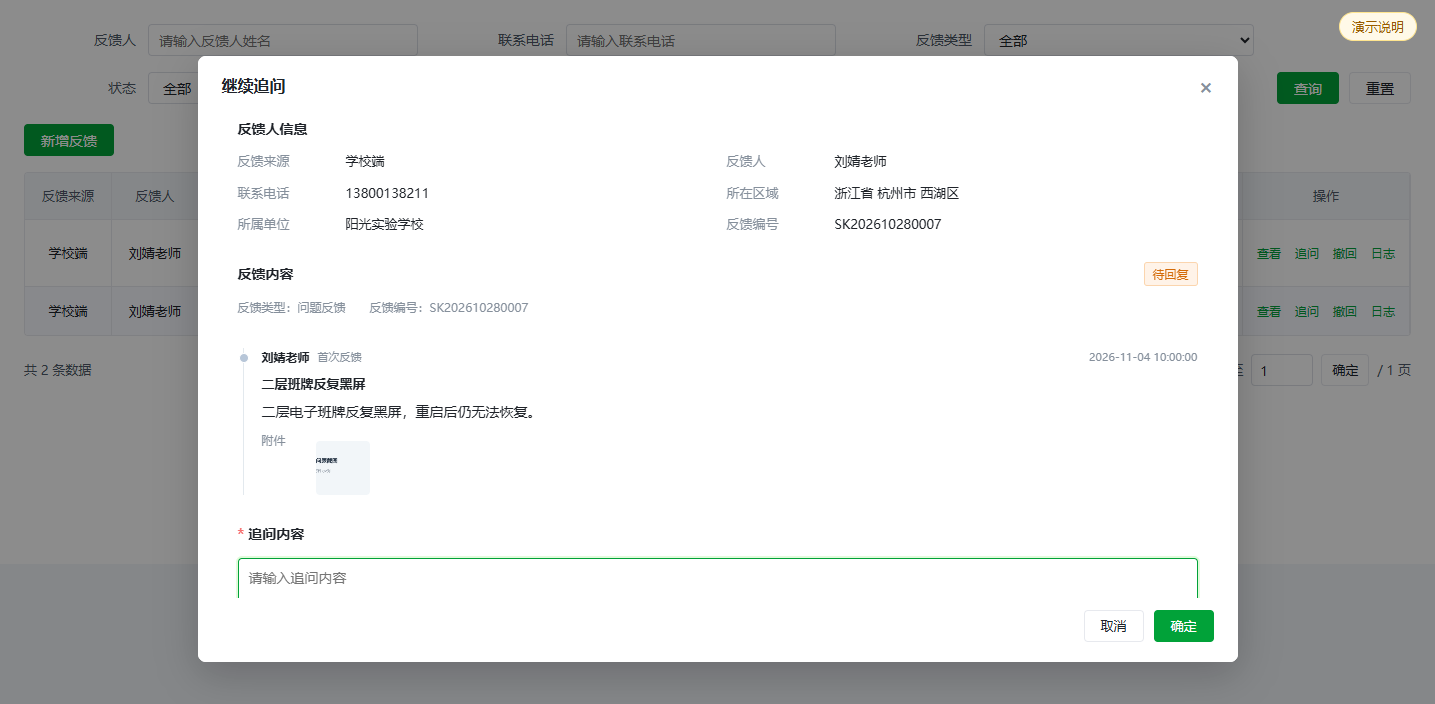 反馈人 请输入反馈人姓名 联系电话 请输入联系电话 反馈类型 全部 演示说明
状态 全部 查询 重置
新增反馈
反馈来源 反馈人 操作
学校端 刘婧老师 查看 追问 撤回 日志
学校端 刘婧老师 查看 追问 撤回 日志
共 2 条数据 至 1 确定 / 1 页
继续追问
反馈人信息
反馈来源 学校端 反馈人 刘婧老师
联系电话 13800138211 所在区域 浙江省 杭州市 西湖区
所属单位 阳光实验学校 反馈编号 SK202610280007
反馈内容 待回复
反馈类型：问题反馈 反馈编号：SK202610280007
刘婧老师 首次反馈 2026-11-04 10:00:00
二层班牌反复黑屏
二层电子班牌反复黑屏，重启后仍无法恢复。
附件
* 追问内容
请输入追问内容
取消 确定